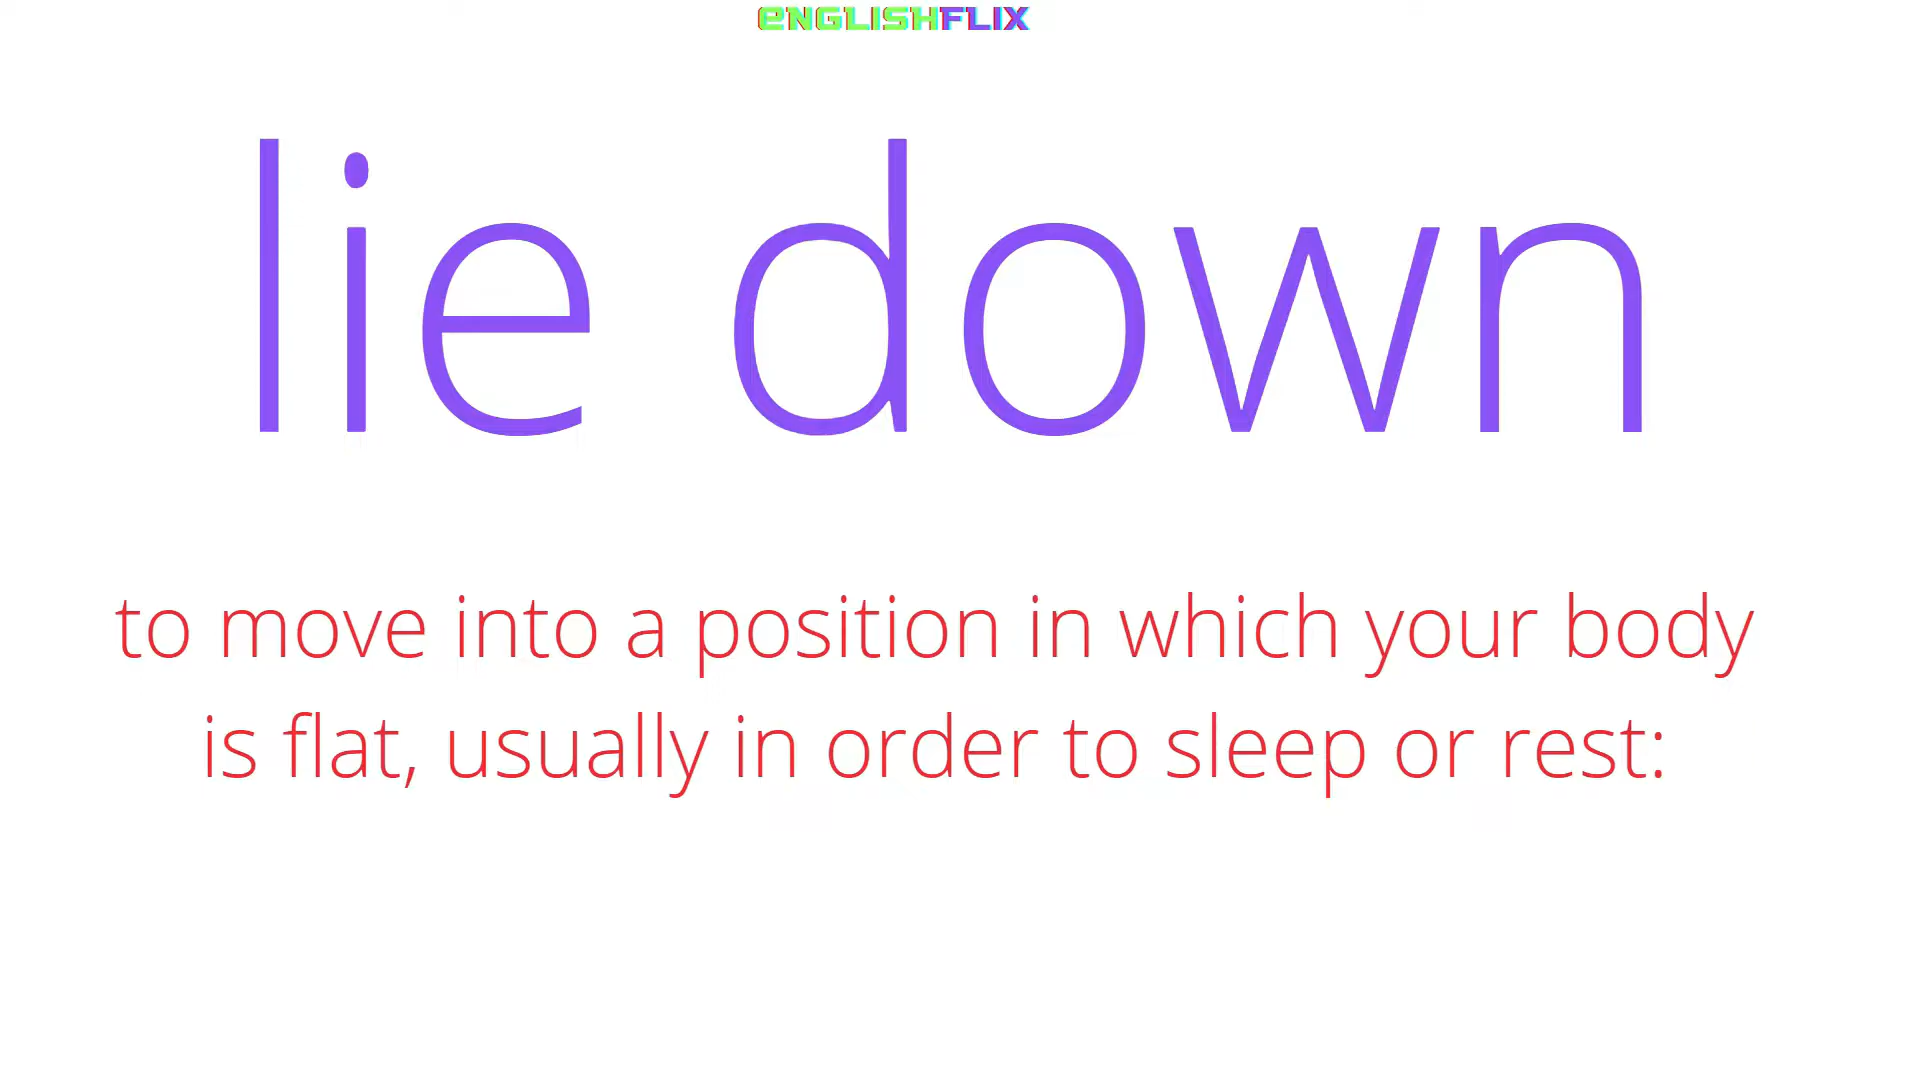 ENGLISHFLIX
lie down
to move into a position in which your body
is flat, usually in order to sleep or rest: